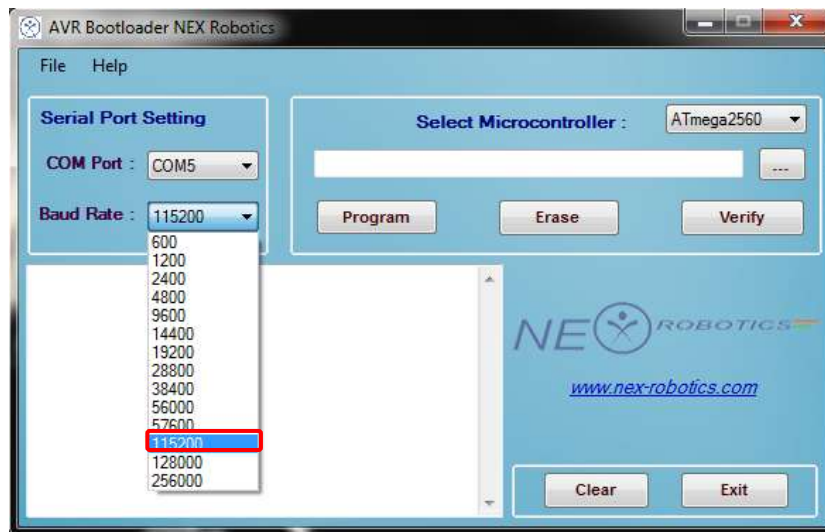 AVR Bootloader NEX Robotics
File Help
Serial Port Setting
COM Port : COM5
Baud Rate : 115200
Select Microcontroller : ATmega2560
...
Program Erase Verify
600
1200
2400
4800
9600
14400
19200
28800
38400
56000
57600
115200
128000
256000
NEX ROBOTICS
www.nex-robotics.com
Clear Exit